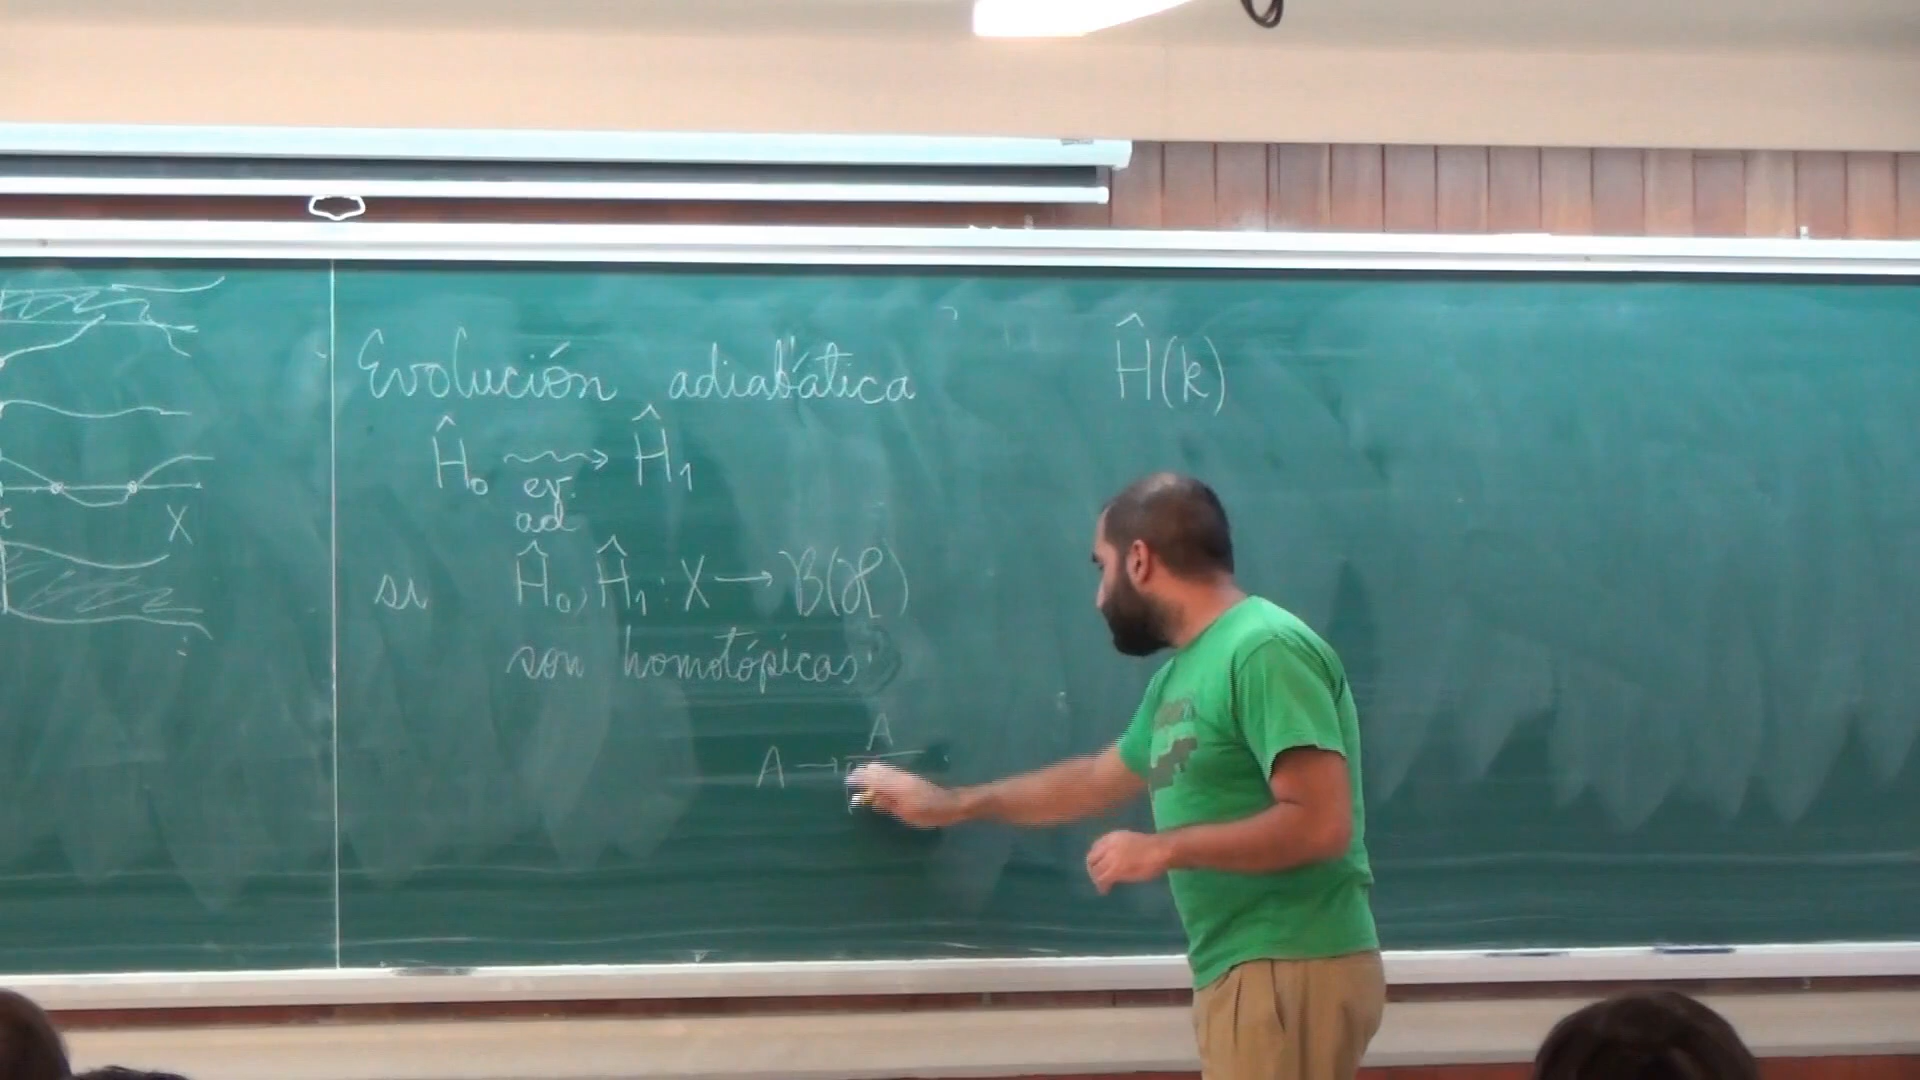 X
Evolución adiabática
Ĥ₀ ⇝ Ĥ₁
ev.
ad
si Ĥ₀, Ĥ₁ : X → B(ℋ)
son homotópicas
A → A
Ĥ(k)